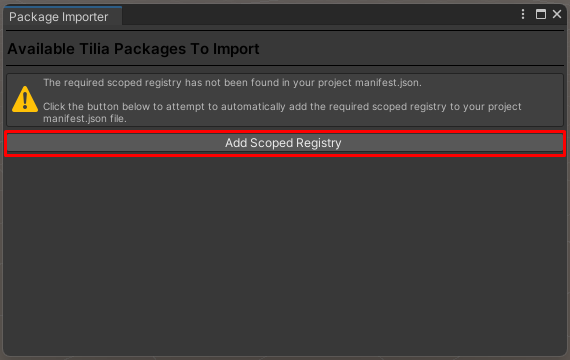 Package Importer
Available Tilia Packages To Import
The required scoped registry has not been found in your project manifest.json.
Click the button below to attempt to automatically add the required scoped registry to your project
manifest.json file.
Add Scoped Registry